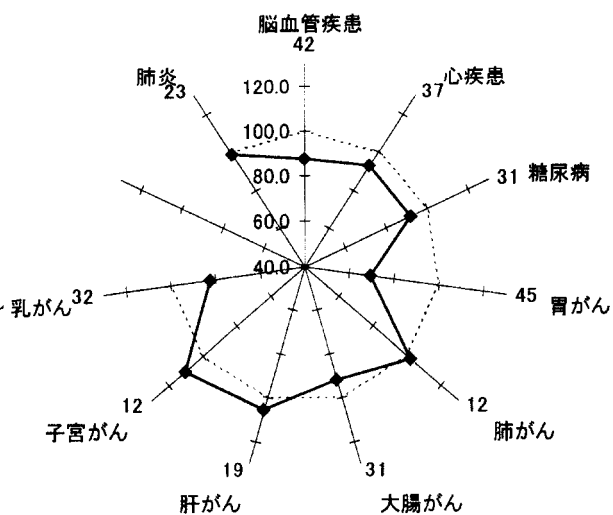 脳血管疾患
42
肺炎
23
心疾患
37
120.0
100.0
80.0
60.0
40.0
糖尿病
31
胃がん
45
肺がん
12
大腸がん
31
肝がん
19
子宮がん
12
乳がん
32